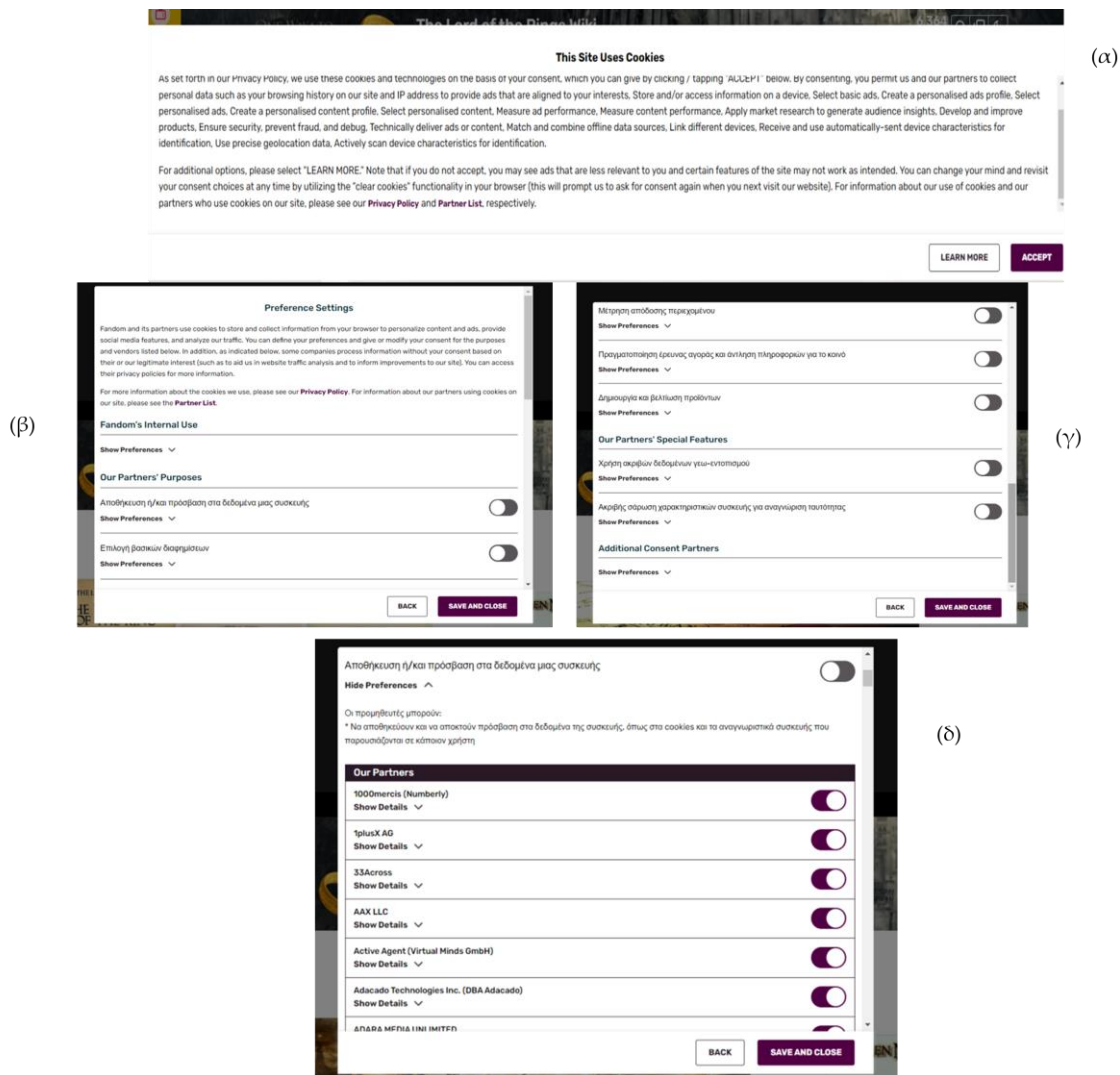 The Lord of the Rings Wiki
6,364
This Site Uses Cookies
(α)
As set forth in our Privacy Policy, we use these cookies and technologies on the basis of your consent, which you can give by clicking / tapping "ACCEPT" below. By consenting, you permit us and our partners to collect
personal data such as your browsing history on our site and IP address to provide ads that are aligned to your interests, Store and/or access information on a device, Select basic ads, Create a personalised ads profile, Select
personalised ads, Create a personalised content profile, Select personalised content, Measure ad performance, Measure content performance, Apply market research to generate audience insights, Develop and improve
products, Ensure security, prevent fraud, and debug, Technically deliver ads or content, Match and combine offline data sources, Link different devices, Receive and use automatically-sent device characteristics for
identification, Use precise geolocation data, Actively scan device characteristics for identification.
For additional options, please select "LEARN MORE." Note that if you do not accept, you may see ads that are less relevant to you and certain features of the site may not work as intended. You can change your mind and revisit
your consent choices at any time by utilizing the "clear cookies" functionality in your browser (this will prompt us to ask for consent again when you next visit our website). For information about our use of cookies and our
partners who use cookies on our site, please see our Privacy Policy and Partner List, respectively.
LEARN MORE
ACCEPT
(β)
Preference Settings
Fandom and its partners use cookies to store and collect information from your browser to personalize content and ads, provide
social media features, and analyze our traffic. You can define your preferences and give or modify your consent for the purposes
and vendors listed below. In addition, as indicated below, some companies process information without your consent based on
their or our legitimate interest (such as to aid us in website traffic analysis and to inform improvements to our site). You can access
their privacy policies for more information.
For more information about the cookies we use, please see our Privacy Policy. For information about our partners using cookies on
our site, please see the Partner List.
Fandom's Internal Use
Show Preferences
Our Partners' Purposes
Αποθήκευση ή/και πρόσβαση στα δεδομένα μιας συσκευής
Show Preferences
Επιλογή βασικών διαφημίσεων
Show Preferences
BACK
SAVE AND CLOSE
Μέτρηση απόδοσης περιεχομένου
Show Preferences
Πραγματοποίηση έρευνας αγοράς και άντληση πληροφοριών για το κοινό
Show Preferences
Δημιουργία και βελτίωση προϊόντων
Show Preferences
(γ)
Our Partners' Special Features
Χρήση ακριβών δεδομένων γεω-εντοπισμού
Show Preferences
Ακριβής σάρωση χαρακτηριστικών συσκευής για αναγνώριση ταυτότητας
Show Preferences
Additional Consent Partners
Show Preferences
BACK
SAVE AND CLOSE
Αποθήκευση ή/και πρόσβαση στα δεδομένα μιας συσκευής
Hide Preferences
Οι προμηθευτές μπορούν:
* Να αποθηκεύουν και να αποκτούν πρόσβαση στα δεδομένα της συσκευής, όπως στα cookies και τα αναγνωριστικά συσκευής που
παρουσιάζονται σε κάποιον χρήστη
(δ)
Our Partners
1000mercis (Numberly)
Show Details
1plusX AG
Show Details
33Across
Show Details
AAX LLC
Show Details
Active Agent (Virtual Minds GmbH)
Show Details
Adacado Technologies Inc. (DBA Adacado)
Show Details
ADARA MEDIA UNLIMITED
BACK
SAVE AND CLOSE